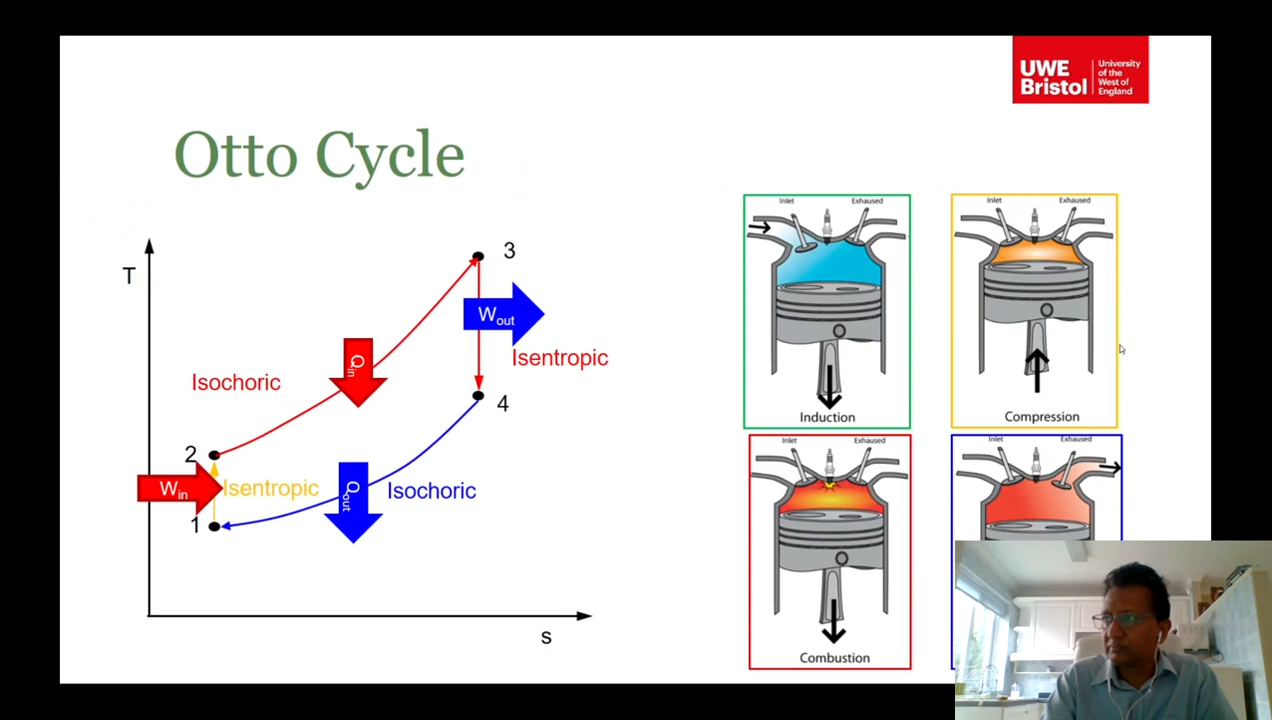 UWE
Bristol
University
of the
West of
England
Otto Cycle
T
3
Wout
Isentropic
Qin
Isochoric
4
2
Win
Isentropic
Qout
Isochoric
1
s
Inlet
Exhaused
Induction
Inlet
Exhaused
Compression
Inlet
Exhaused
Combustion
Inlet
Exhaused